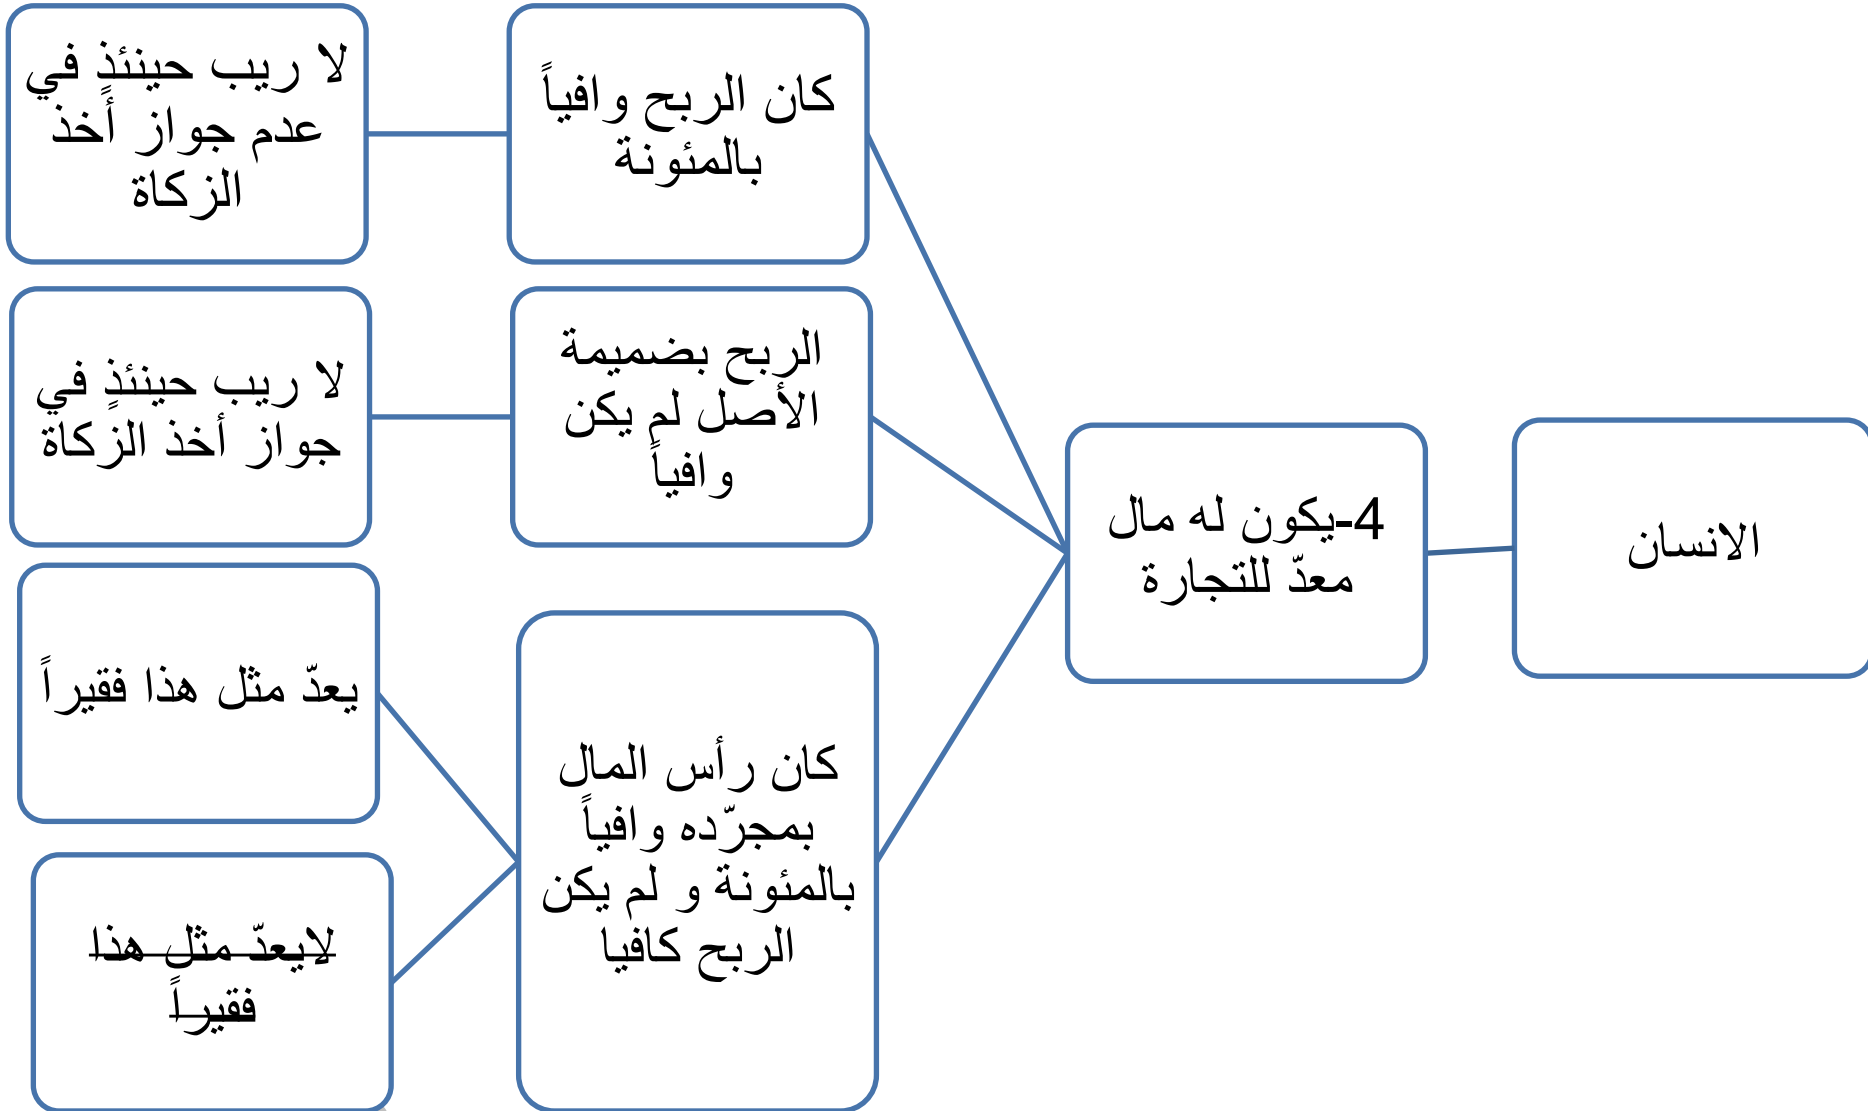 الانسان
4-يكون له مال
معدّ للتجارة
كان الربح وافياً
بالمئونة
لا ريب حينئذٍ في
عدم جواز أخذ
الزكاة
الربح بضميمة
الأصل لم يكن
وافياً
لا ريب حينئذٍ في
جواز أخذ الزكاة
كان رأس المال
بمجرّده وافياً
بالمئونة و لم يكن
الربح كافيا
يعدّ مثل هذا فقيراً
لايعدّ مثل هذا
فقيراً